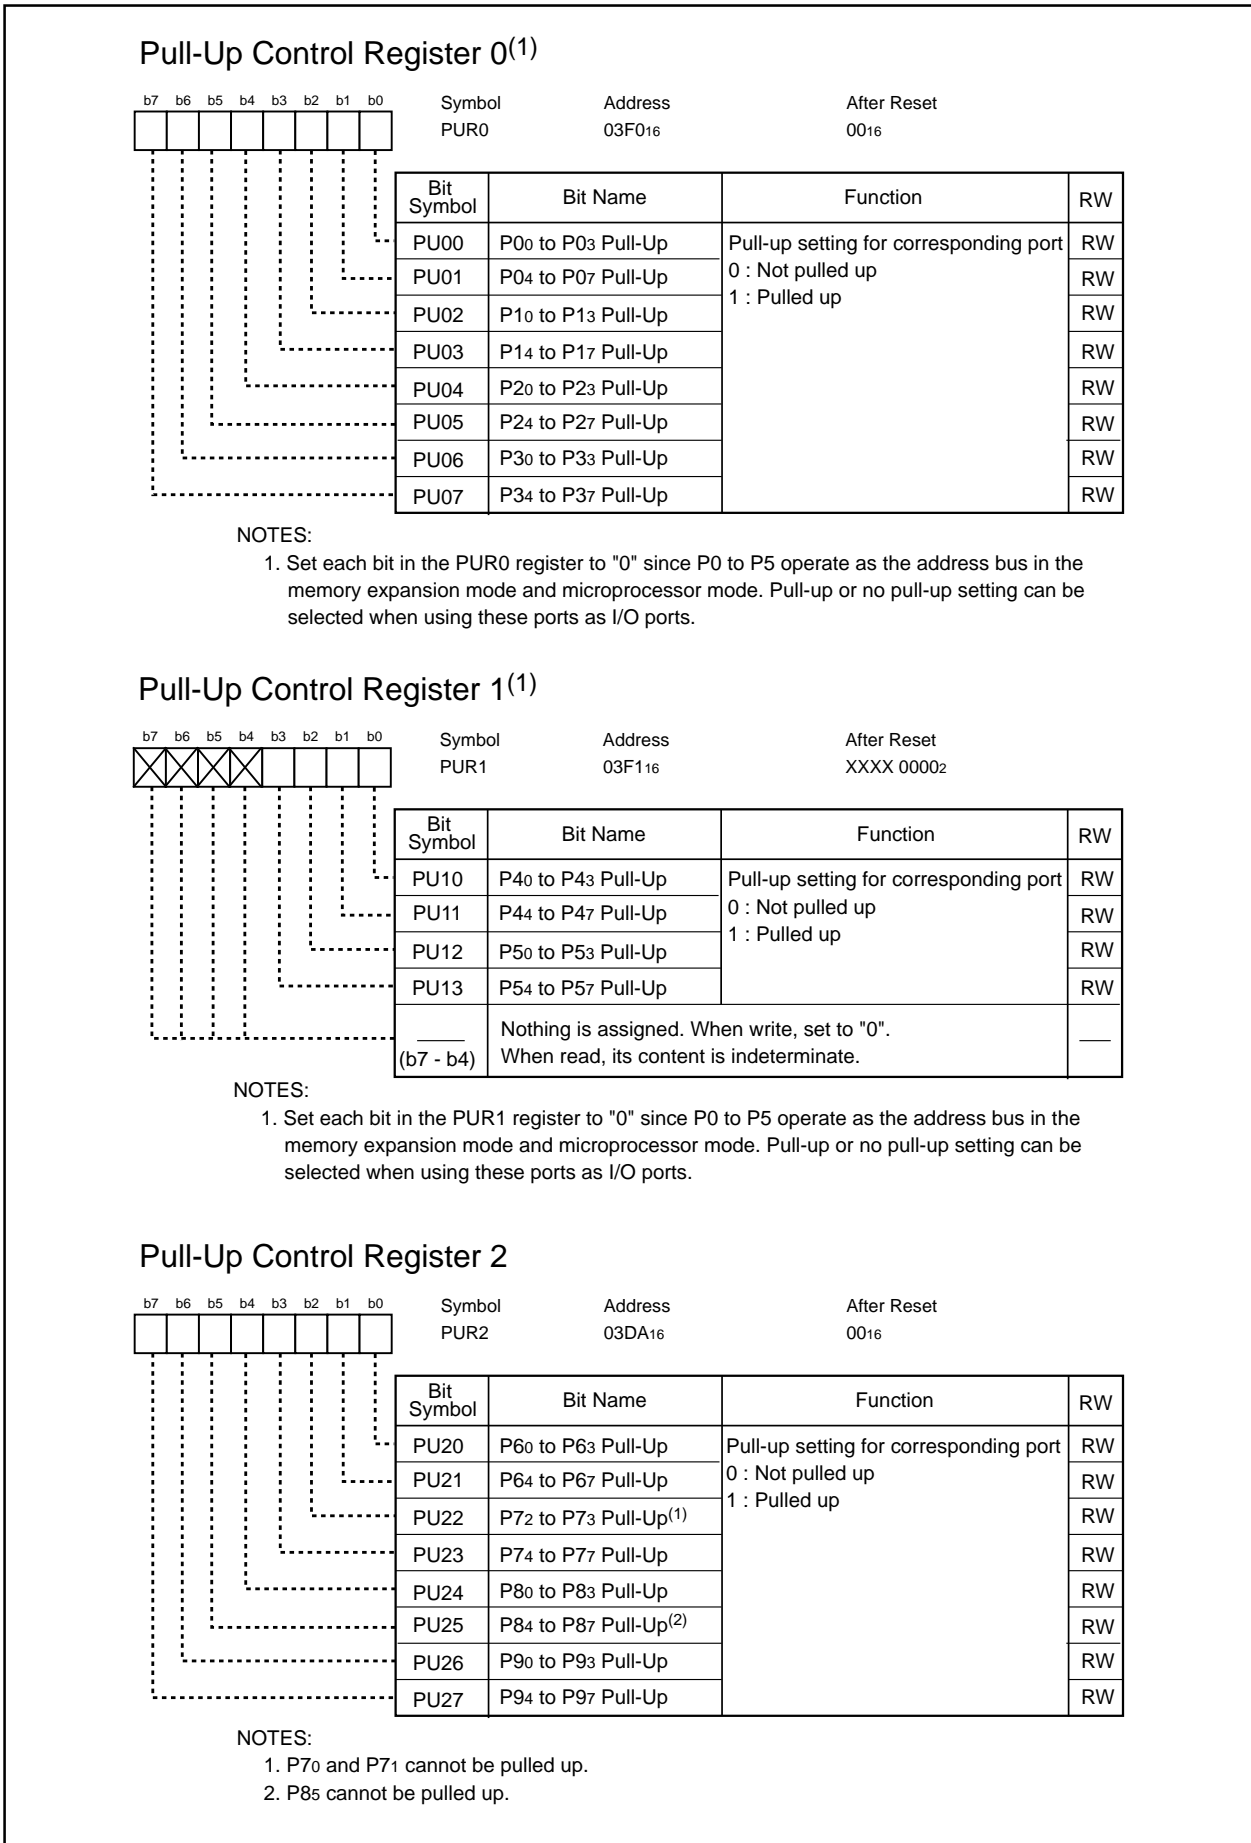 Pull-Up Control Register 0(1)
b7 b6 b5 b4 b3 b2 b1 b0
Symbol Address After Reset
PUR0 03F016 0016
Bit Symbol Bit Name Function RW
PU00 P00 to P03 Pull-Up Pull-up setting for corresponding port RW
PU01 P04 to P07 Pull-Up 0 : Not pulled up RW
PU02 P10 to P13 Pull-Up 1 : Pulled up RW
PU03 P14 to P17 Pull-Up RW
PU04 P20 to P23 Pull-Up RW
PU05 P24 to P27 Pull-Up RW
PU06 P30 to P33 Pull-Up RW
PU07 P34 to P37 Pull-Up RW
NOTES:
1. Set each bit in the PUR0 register to "0" since P0 to P5 operate as the address bus in the
memory expansion mode and microprocessor mode. Pull-up or no pull-up setting can be
selected when using these ports as I/O ports.
Pull-Up Control Register 1(1)
b7 b6 b5 b4 b3 b2 b1 b0
Symbol Address After Reset
PUR1 03F116 XXXX 00002
Bit Symbol Bit Name Function RW
PU10 P40 to P43 Pull-Up Pull-up setting for corresponding port RW
PU11 P44 to P47 Pull-Up 0 : Not pulled up RW
PU12 P50 to P53 Pull-Up 1 : Pulled up RW
PU13 P54 to P57 Pull-Up RW
Nothing is assigned. When write, set to "0".
(b7 - b4) When read, its content is indeterminate.
NOTES:
1. Set each bit in the PUR1 register to "0" since P0 to P5 operate as the address bus in the
memory expansion mode and microprocessor mode. Pull-up or no pull-up setting can be
selected when using these ports as I/O ports.
Pull-Up Control Register 2
b7 b6 b5 b4 b3 b2 b1 b0
Symbol Address After Reset
PUR2 03DA16 0016
Bit Symbol Bit Name Function RW
PU20 P60 to P63 Pull-Up Pull-up setting for corresponding port RW
PU21 P64 to P67 Pull-Up 0 : Not pulled up RW
PU22 P72 to P73 Pull-Up(1) 1 : Pulled up RW
PU23 P74 to P77 Pull-Up RW
PU24 P80 to P83 Pull-Up RW
PU25 P84 to P87 Pull-Up(2) RW
PU26 P90 to P93 Pull-Up RW
PU27 P94 to P97 Pull-Up RW
NOTES:
1. P70 and P71 cannot be pulled up.
2. P85 cannot be pulled up.